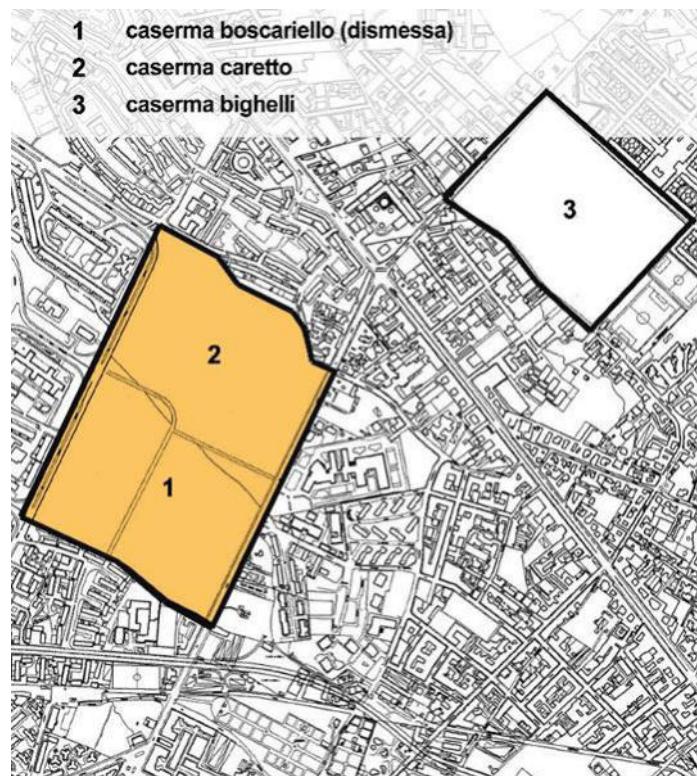 1 caserma boscariello (dismessa)
2 caserma caretto
3 caserma bighelli
3
2
1